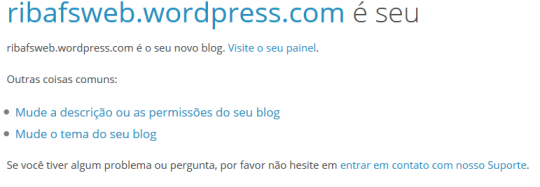 ribafsweb.wordpress.com é seu
ribafsweb.wordpress.com é o seu novo blog. Visite o seu painel.
Outras coisas comuns:
• Mude a descrição ou as permissões do seu blog
• Mude o tema do seu blog
Se você tiver algum problema ou pergunta, por favor não hesite em entrar em contato com nosso Suporte.